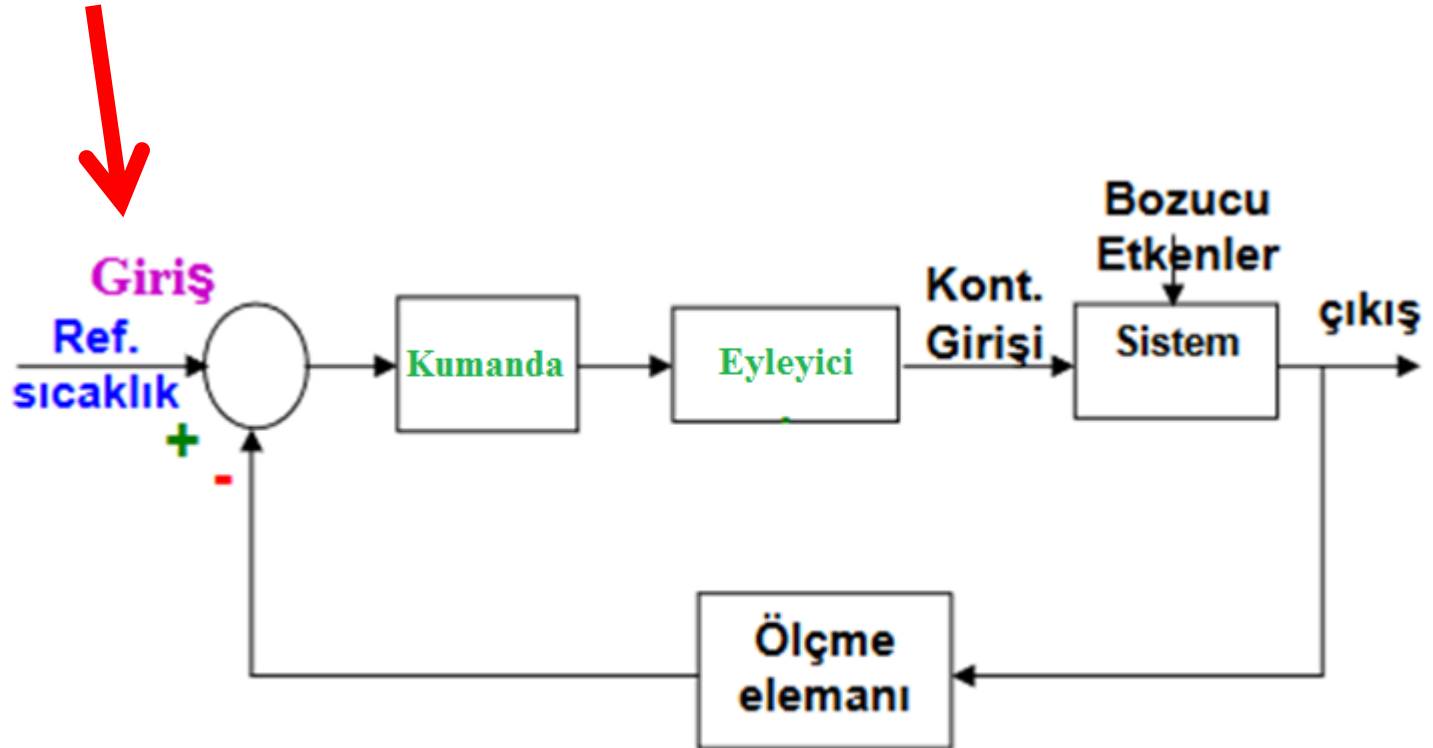 Giriş
Ref.
sıcaklık
+
-
Kumanda
Eyleyici
Kont.
Girişi
Bozucu
Etkenler
Sistem
çıkış
Ölçme
elemanı